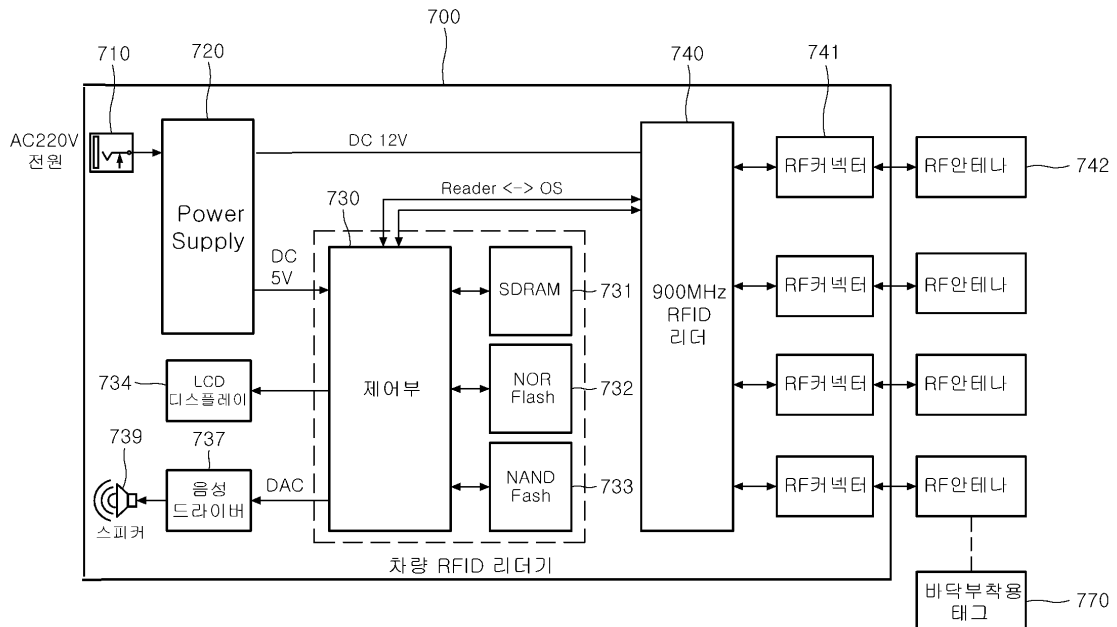 700
710
720
740
741
AC220V
전원
DC 12V
RF커넥터
RF안테나
742
Power
Supply
Reader <-> OS
730
DC
5V
SDRAM
731
900MHz
RFID
리더
RF커넥터
RF안테나
734
LCD
디스플레이
제어부
NOR
Flash
732
RF커넥터
RF안테나
739
737
음성
드라이버
DAC
NAND
Fash
733
RF커넥터
RF안테나
스피커
차량 RFID 리더기
바닥부착용
태그
770